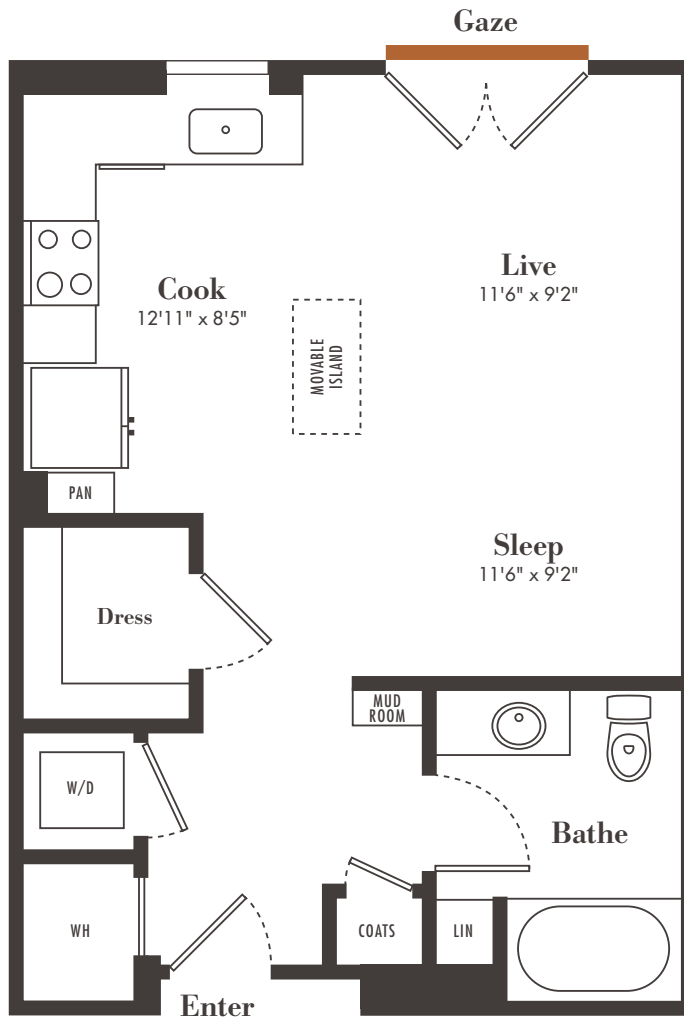 Gaze
Live
11'6" x 9'2"
Cook
12'11" x 8'5"
MOVABLE
ISLAND
PAN
Sleep
11'6" x 9'2"
Dress
MUD
ROOM
W/D
Bathe
WH
COATS
LIN
Enter